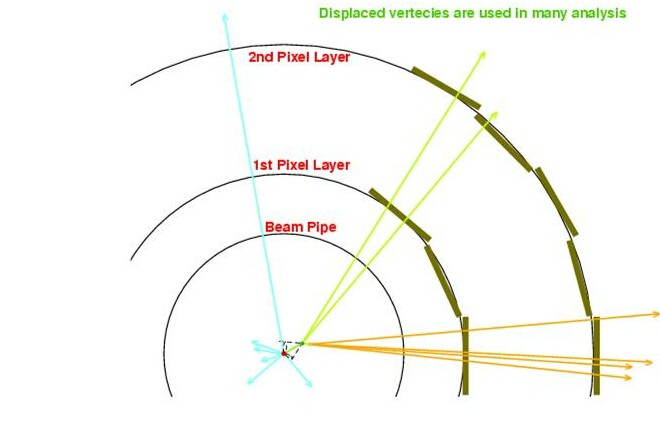 Displaced vertecies are used in many analysis
2nd Pixel Layer
1st Pixel Layer
Beam Pipe